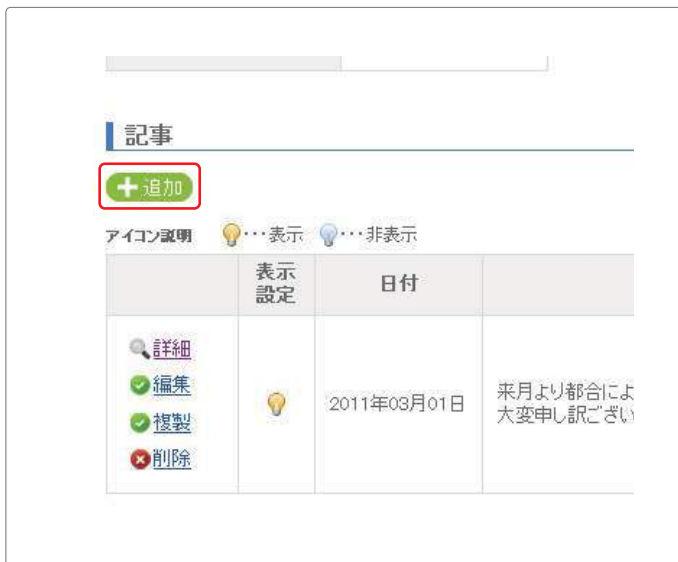 記事
追加
アイコン説明 ・・・表示 ・・・非表示
表示
設定
日付
詳細
編集
複製
削除
2011年03月01日
来月より都合によ
大変申し訳ござい